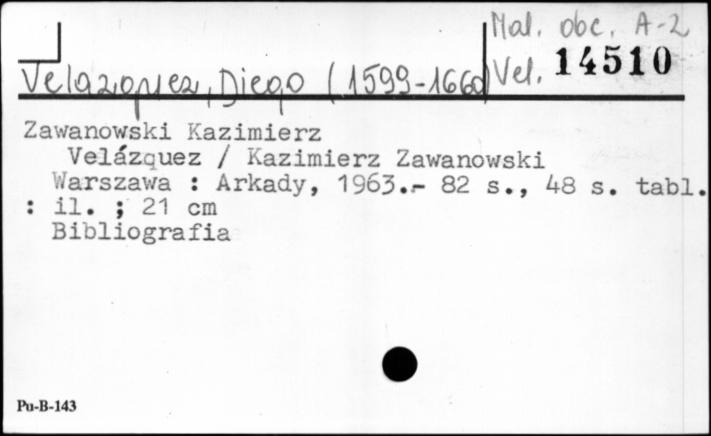 Mal. obc. A-2
Velazquez, Diego (1599-1660) Vel. 14510
Zawanowski Kazimierz
Velázquez / Kazimierz Zawanowski
Warszawa : Arkady, 1963.- 82 s., 48 s. tabl.
: il. ; 21 cm
Bibliografia
Pu-B-143